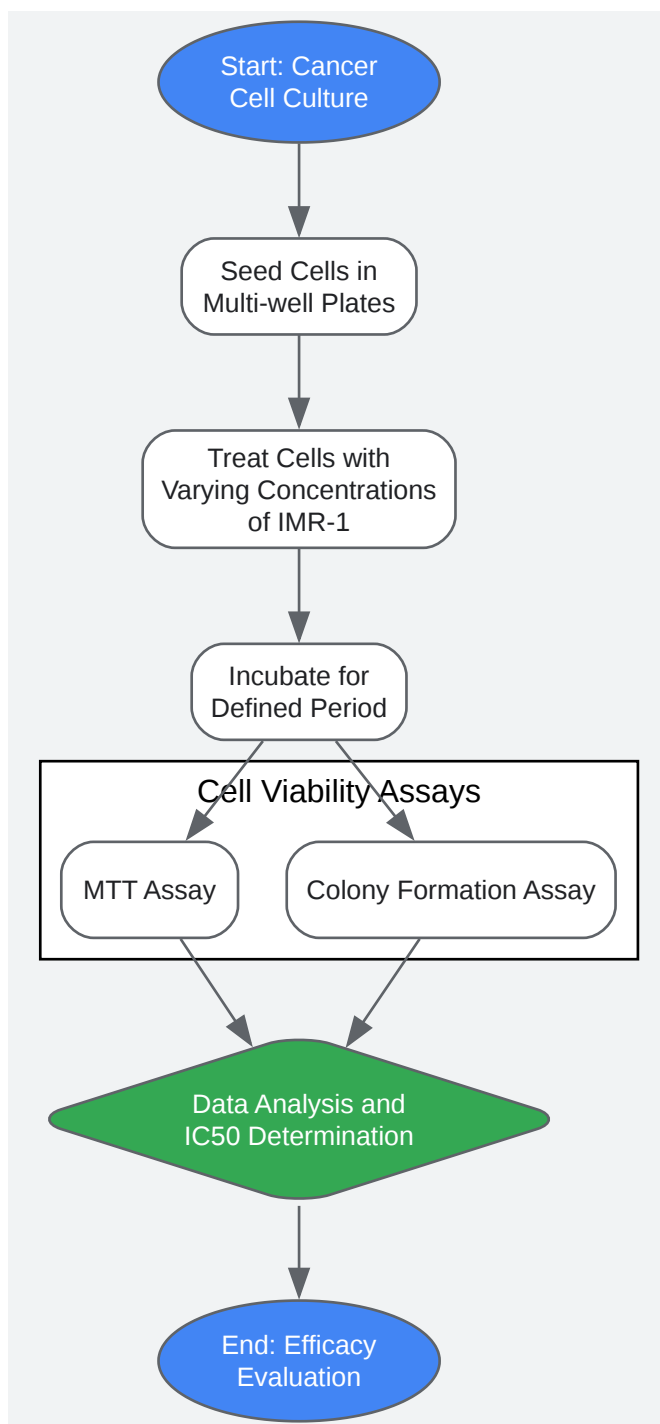 Start: Cancer
Cell Culture
Seed Cells in
Multi-well Plates
Treat Cells with
Varying Concentrations
of IMR-1
Incubate for
Defined Period
Cell Viability Assays
MTT Assay
Colony Formation Assay
Data Analysis and
IC50 Determination
End: Efficacy
Evaluation